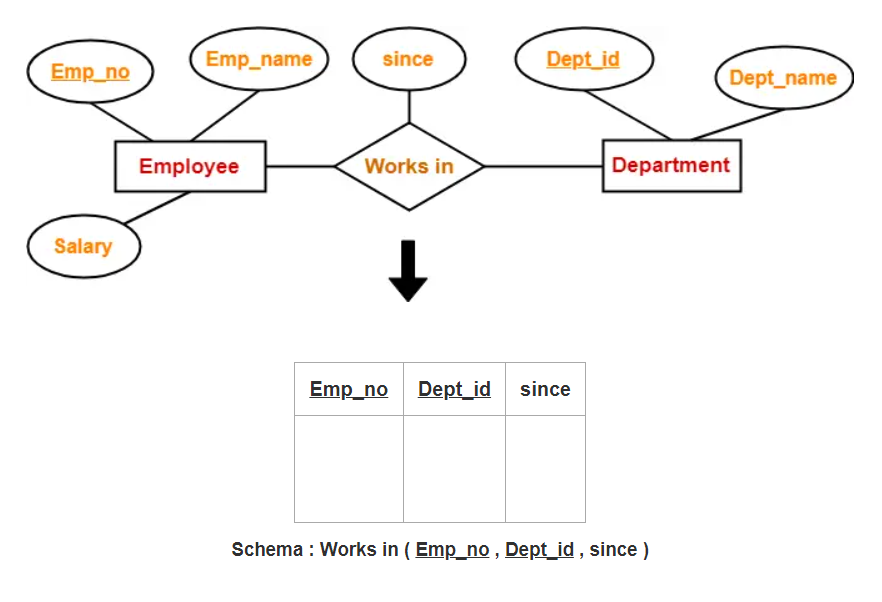 Emp_no
Emp_name
since
Dept_id
Dept_name
Employee
Works in
Department
Salary
Emp_no Dept_id since
Schema : Works in ( Emp_no , Dept_id , since )